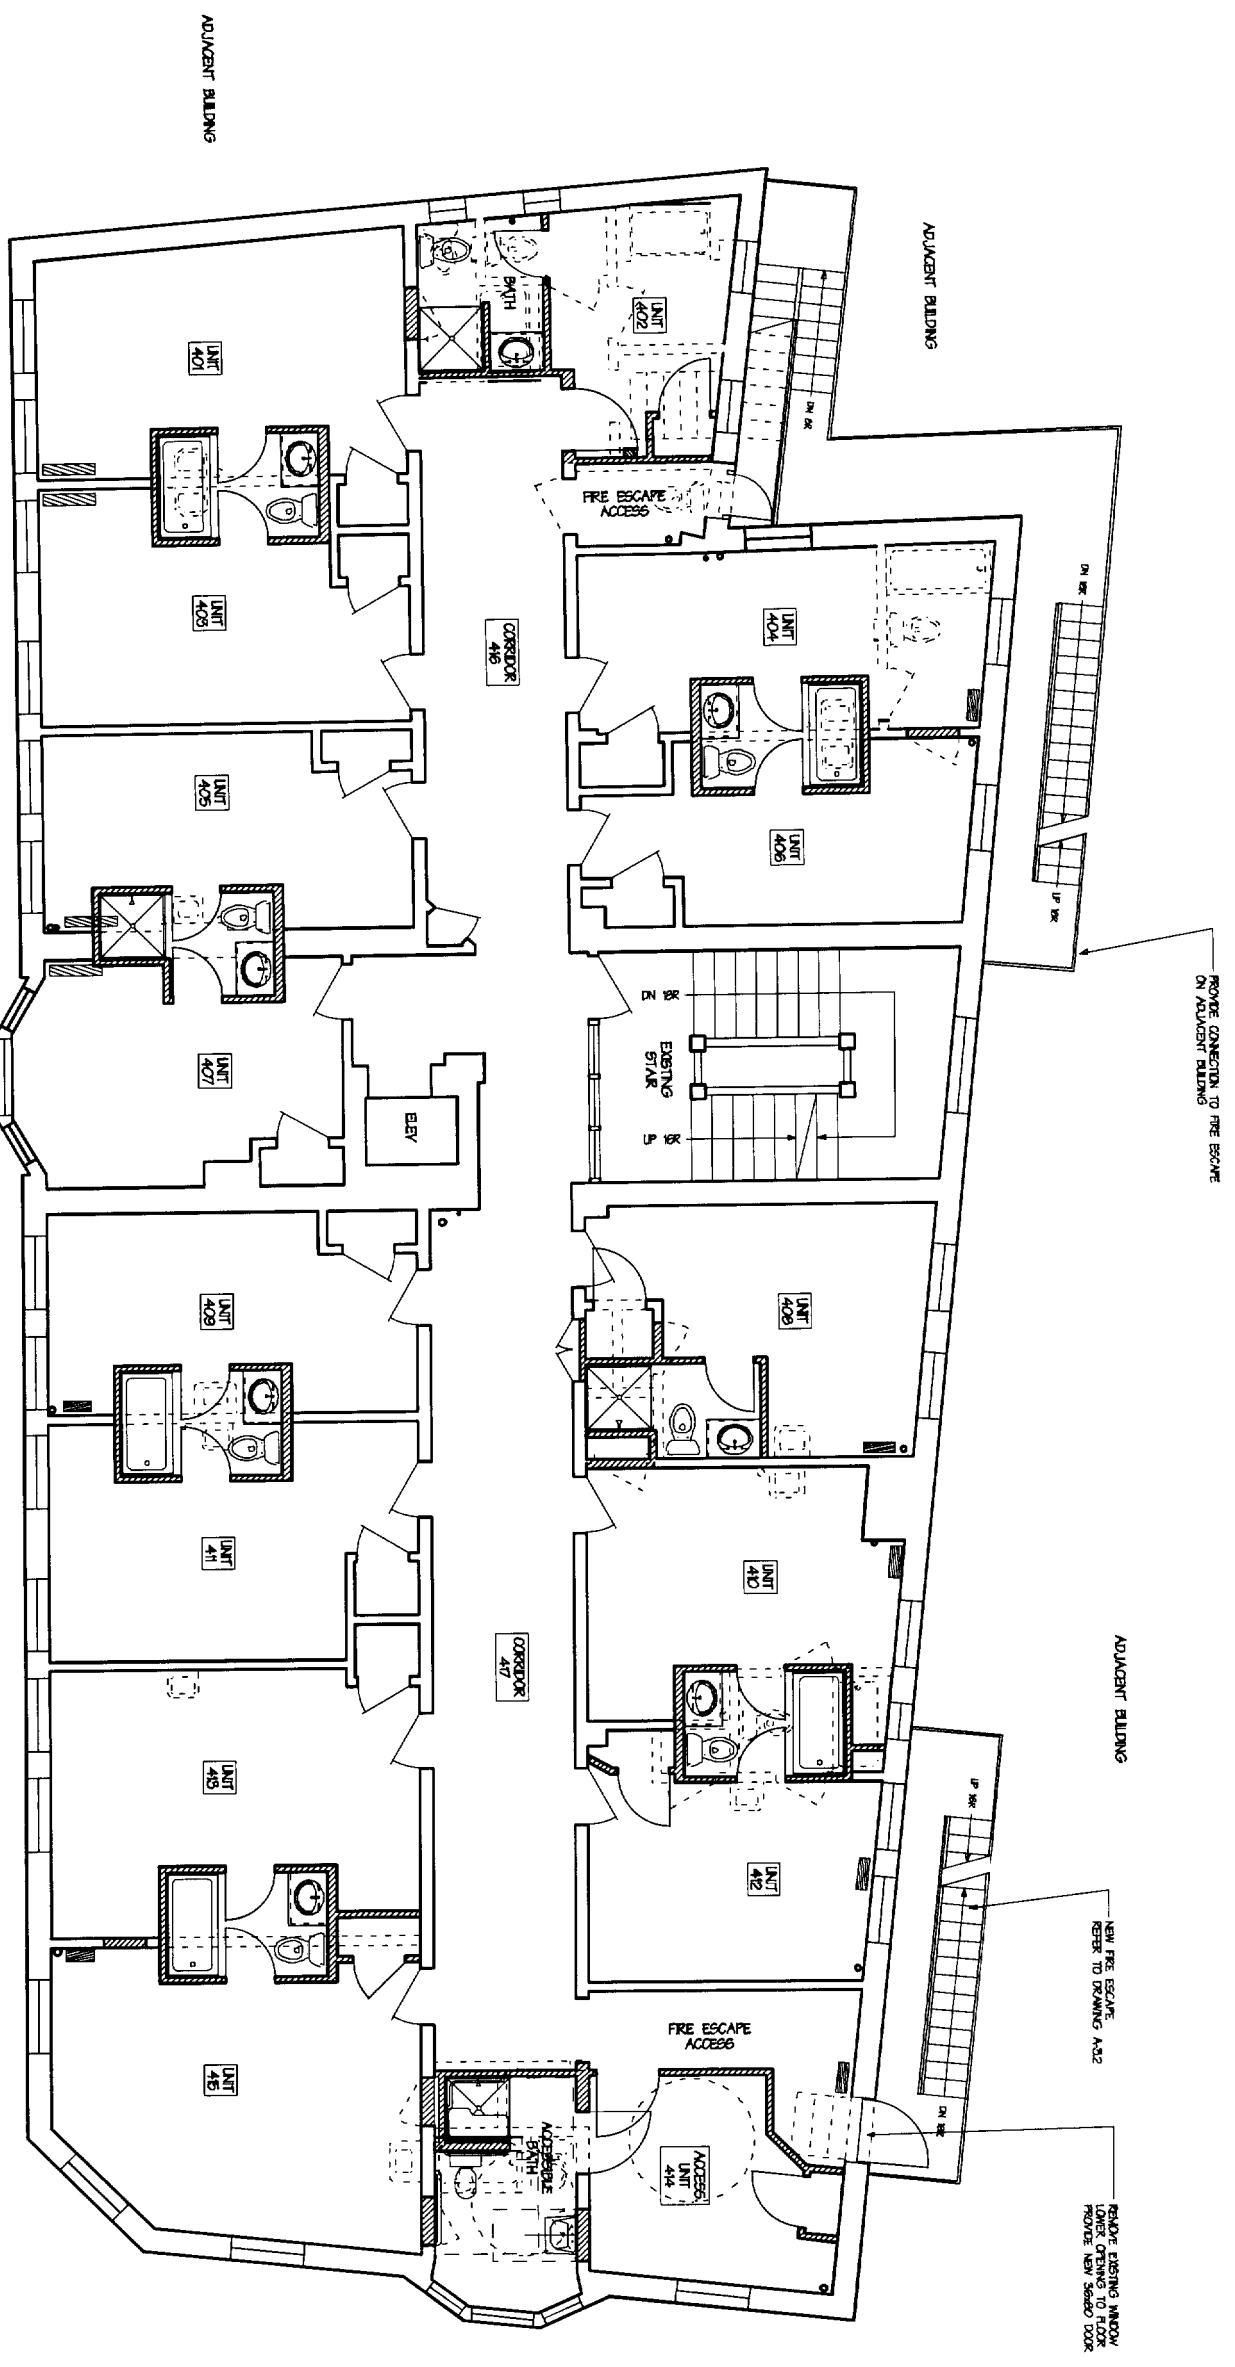 ADJACENT BUILDING
ADJACENT BUILDING
ADJACENT BUILDING
UNIT
401
BATH
UNIT
402
DN 8R
FIRE ESCAPE
ACCESS
UNIT
403
CORRIDOR
416
UNIT
404
DN 18R
UNIT
405
UNIT
406
UP 18R
PROVIDE CONNECTION TO FIRE ESCAPE
ON ADJACENT BUILDING
DN 18R
EXISTING
STAIR
UP 18R
UNIT
407
ELEV
UNIT
408
UNIT
409
UNIT
410
UNIT
411
CORRIDOR
417
UNIT
412
UNIT
413
UP 18R
NEW FIRE ESCAPE
REFER TO DRAWING A-3.2
FIRE ESCAPE
ACCESS
DN 18R
UNIT
415
ACCESSIBLE
BATH
ACCESS.
UNIT
414
REMOVE EXISTING WINDOW
LOWER OPENING TO FLOOR
PROVIDE NEW 36x80 DOOR